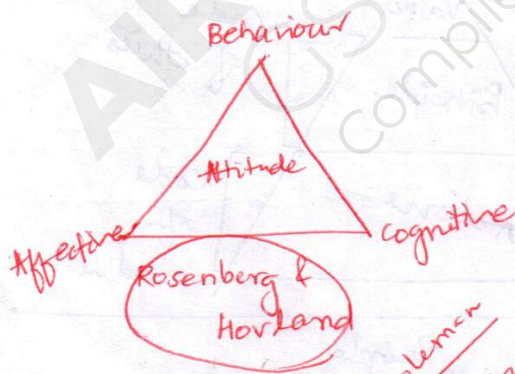 Behaviour
Attitude
Affective
Cognitive
Rosenberg &
Hovland